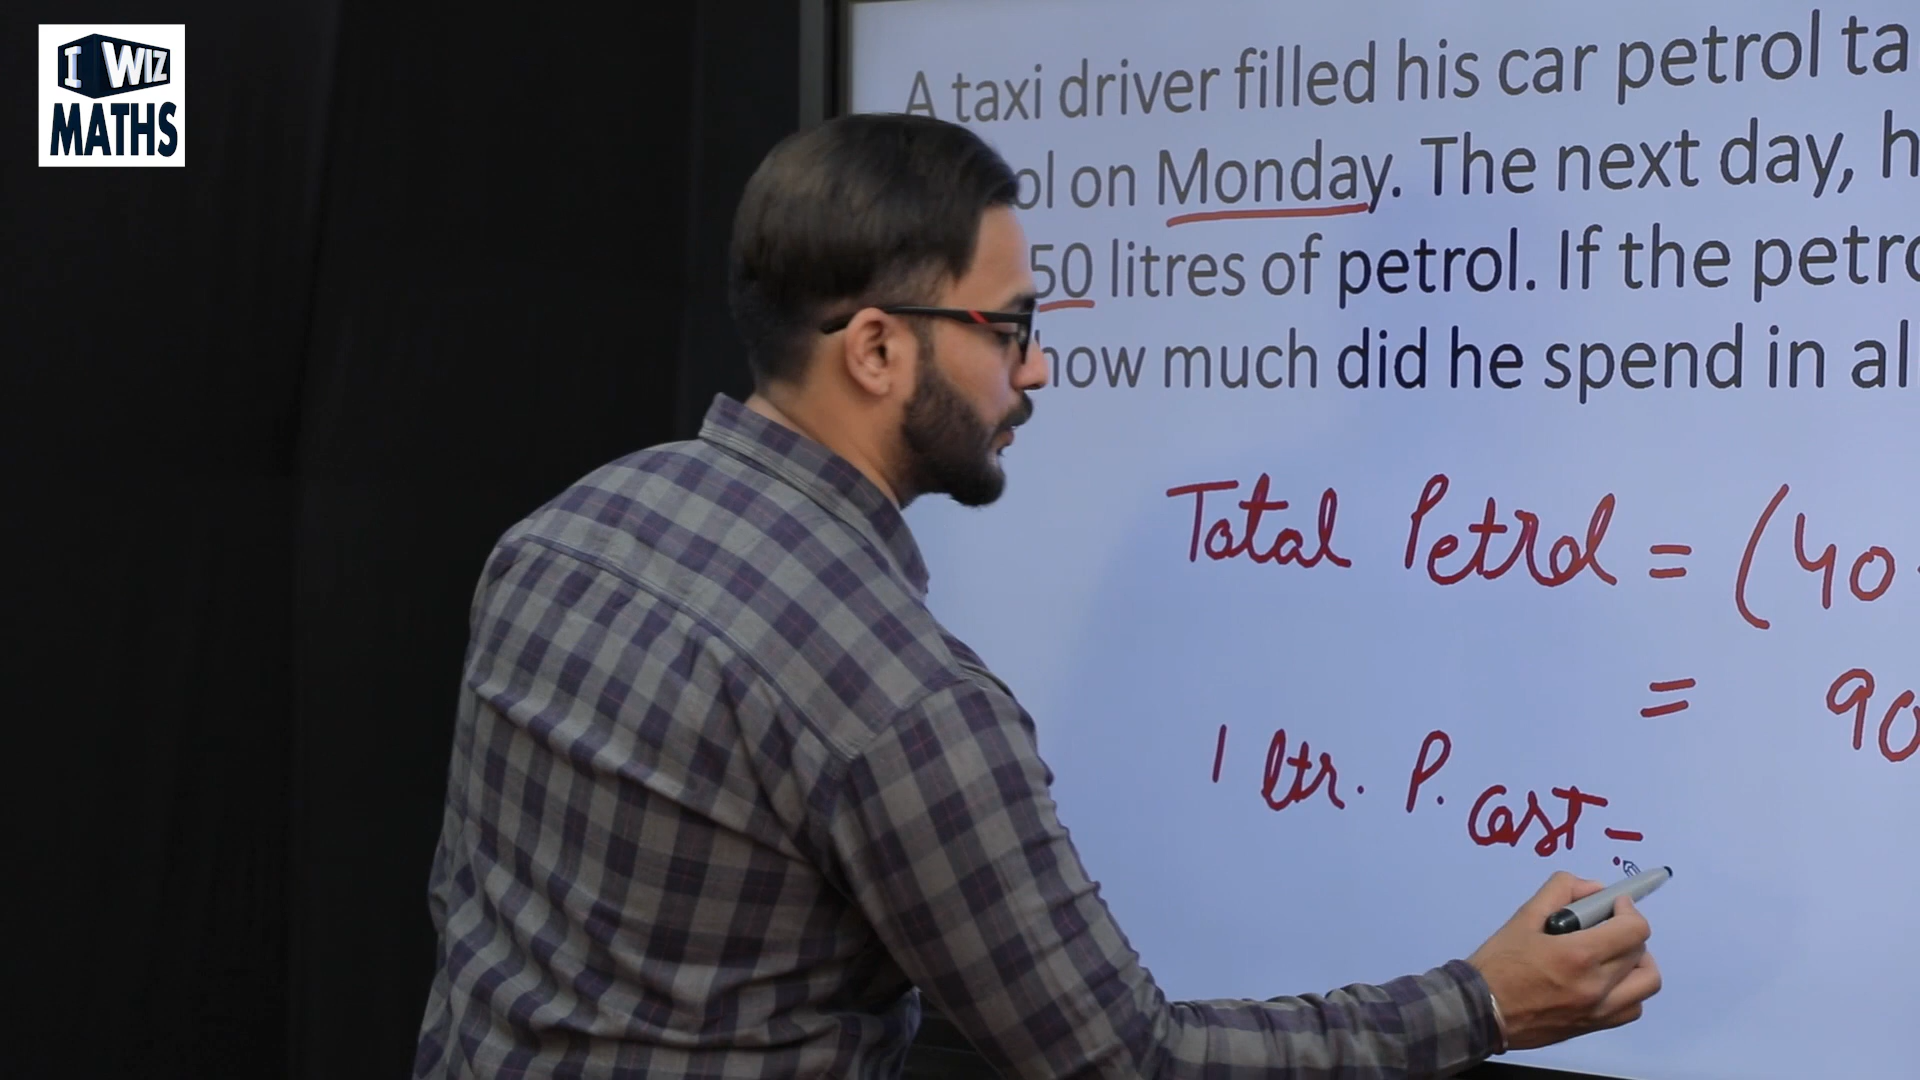 I WIZ
MATHS
A taxi driver filled his car petrol ta
ol on Monday. The next day, h
50 litres of petrol. If the petro
how much did he spend in al
Total Petrol = (40
= 90
1 ltr. P. Cost =